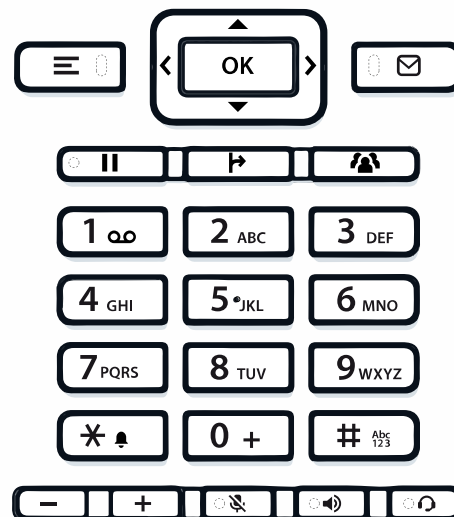 OK
1
2 ABC
3 DEF
4 GHI
5 JKL
6 MNO
7 PQRS
8 TUV
9 WXYZ
*
0 +
# Abc
123
- +